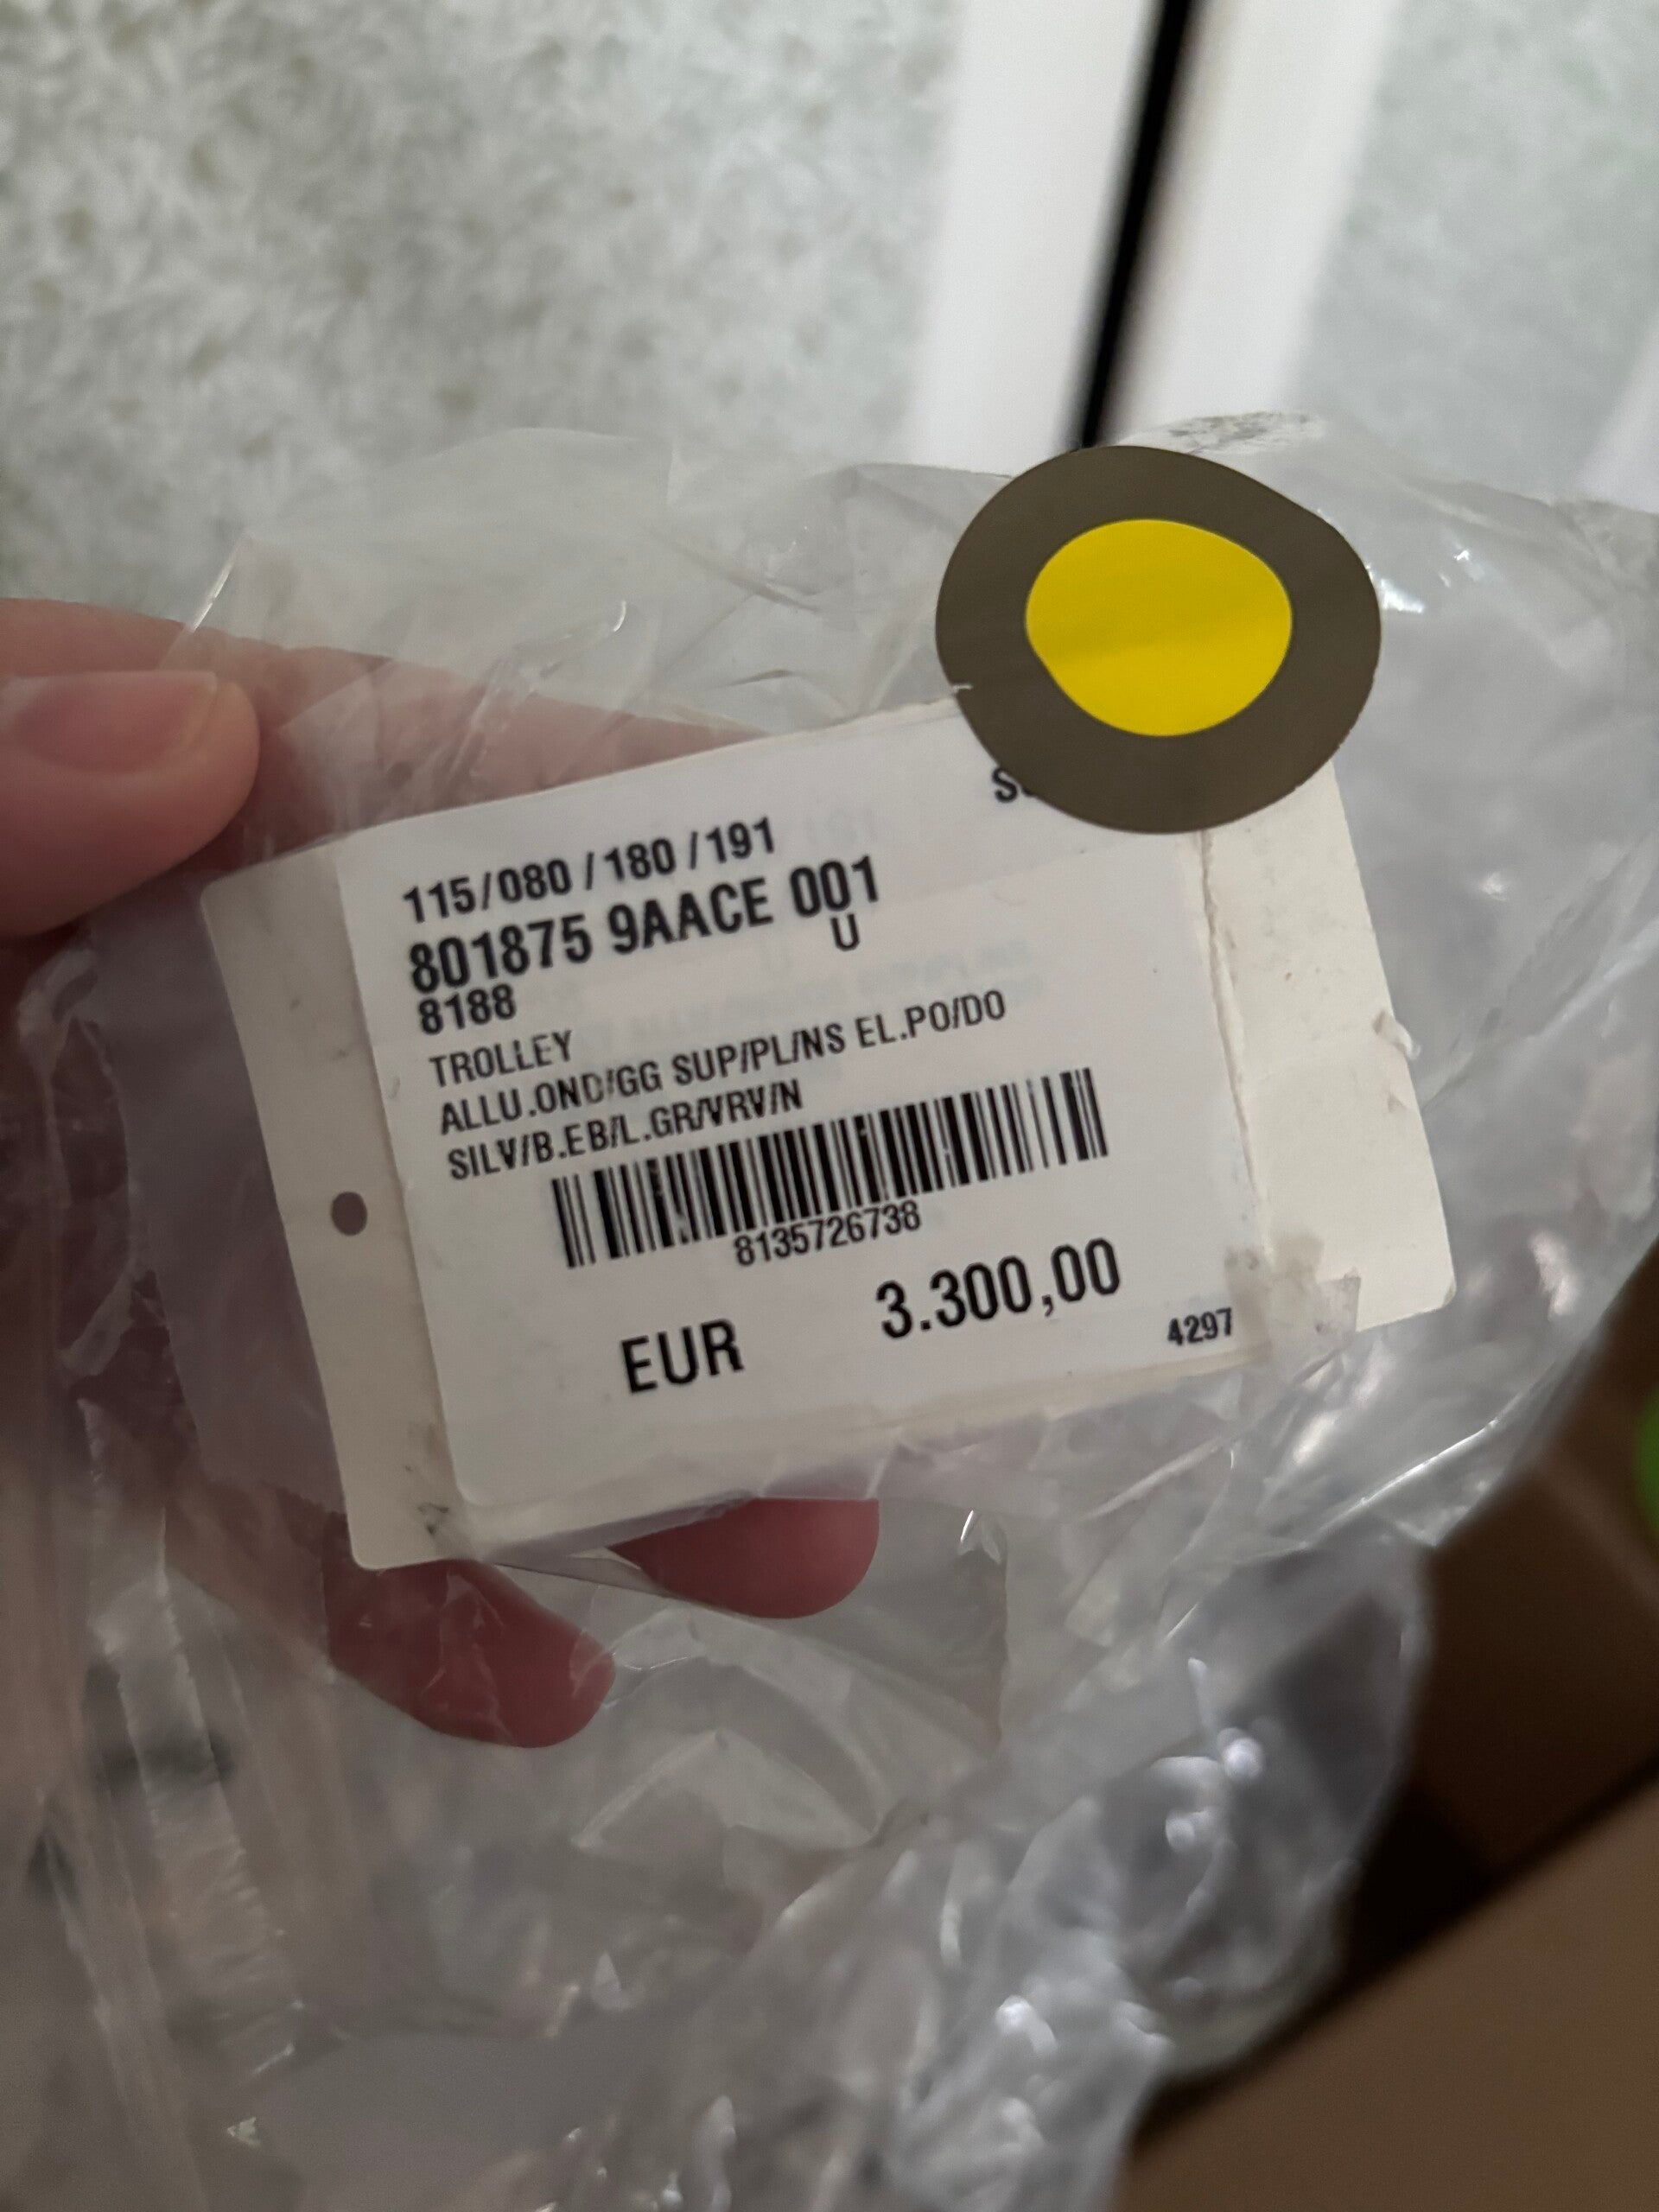 115/080 / 180 / 191
801875 9AACE 001
U
8188
TROLLEY
ALLU.OND/GG SUP/PL/NS EL.PO/DO
SILV/B.EB/L.GR/VRV/N
8135726738
EUR 3.300,00
4297